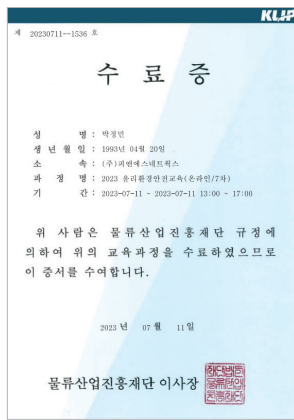 KLIP
제 20230711--1536 호
수 료 증
성 명 : 박정민
생 년 월 일 : 1993년 04월 20일
소 속 : (주)피앤에스네트웍스
과 정 명 : 2023 윤리환경안전교육(온라인/7차)
기 간 : 2023-07-11 ~ 2023-07-11 13:00 ~ 17:00
위 사람은 물류산업진흥재단 규정에
의하여 위의 교육과정을 수료하였으므로
이 증서를 수여합니다.
2023 년 07 월 11 일
물류산업진흥재단 이사장